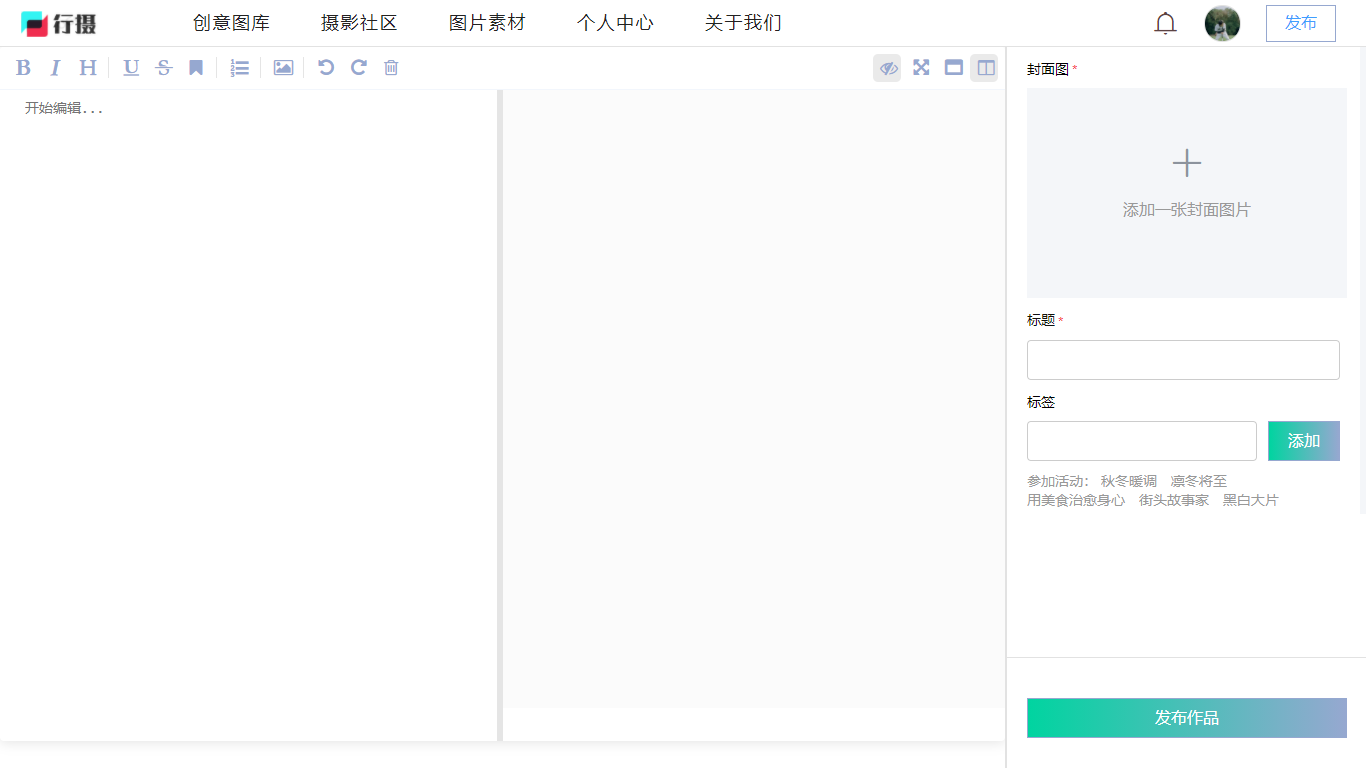 行摄 创意图库 摄影社区 图片素材 个人中心 关于我们 发布
B I H U S
开始编辑...
封面图 *
添加一张封面图片
标题 *
标签
添加
参加活动： 秋冬暖调 凛冬将至
用美食治愈身心 街头故事家 黑白大片
发布作品